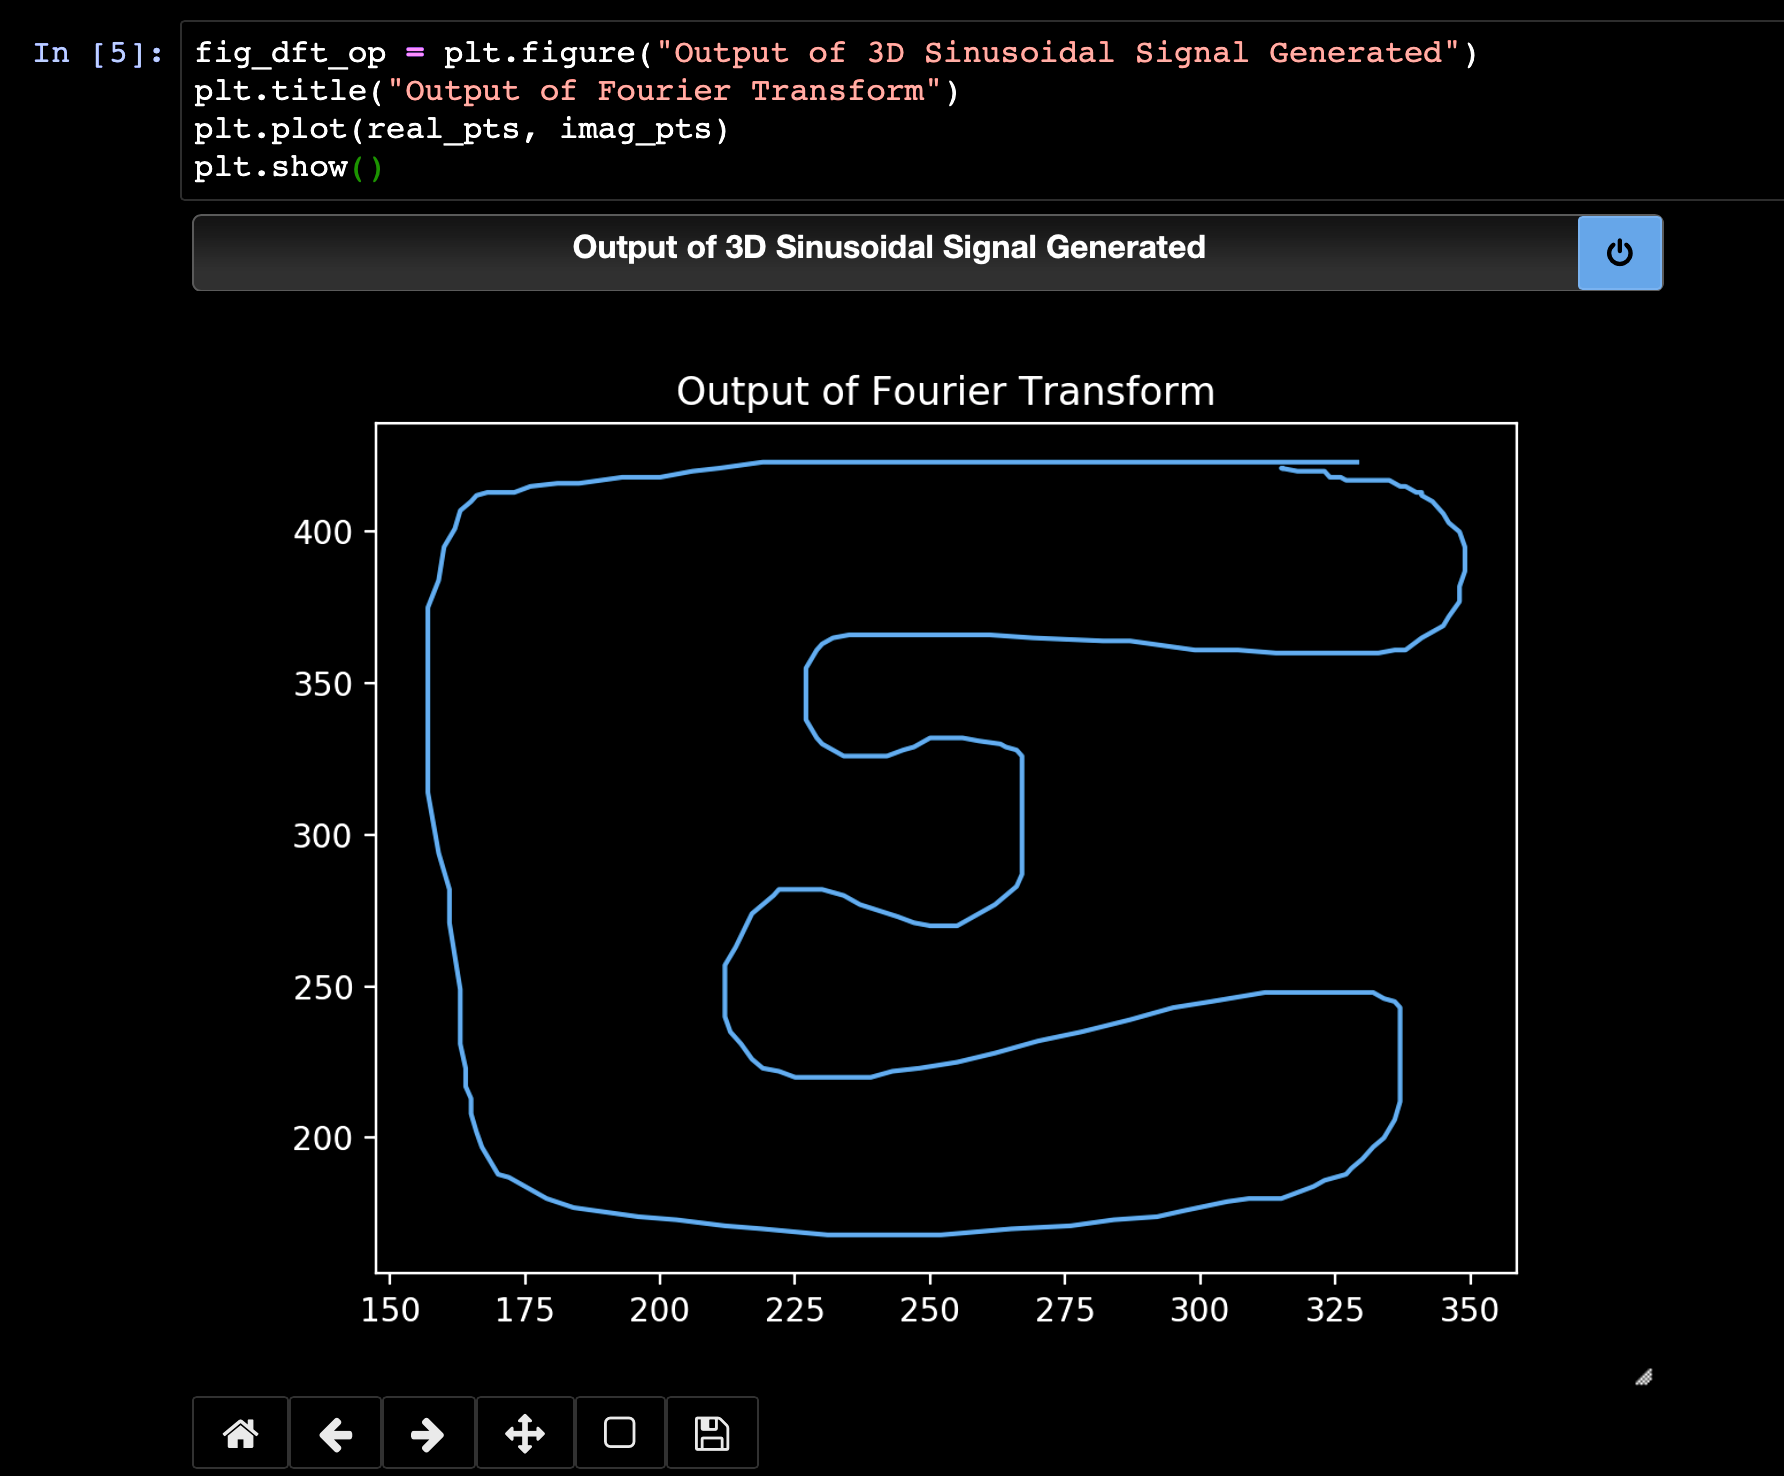 In [5]:
fig_dft_op = plt.figure("Output of 3D Sinusoidal Signal Generated")
plt.title("Output of Fourier Transform")
plt.plot(real_pts, imag_pts)
plt.show()
Output of 3D Sinusoidal Signal Generated
Output of Fourier Transform
400
350
300
250
200
150 175 200 225 250 275 300 325 350